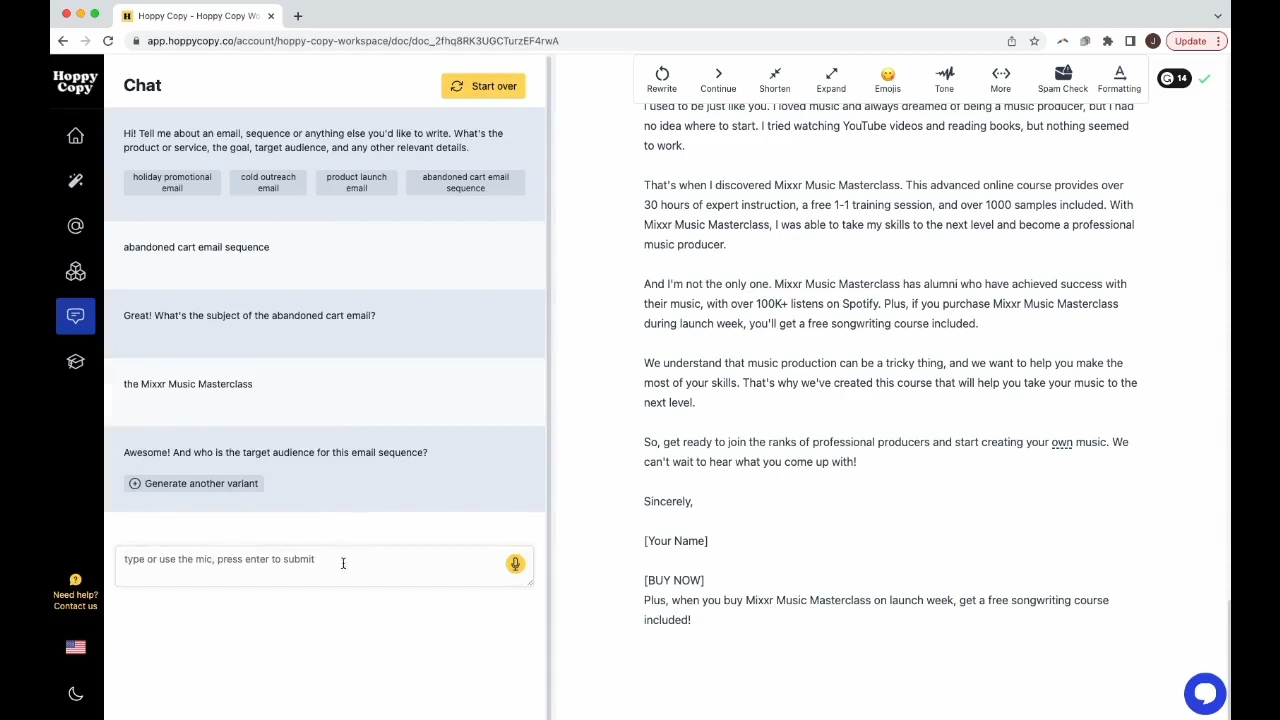 Hoppy Copy - Hoppy Copy Wo
app.hoppycopy.co/account/hoppy-copy-workspace/doc/doc_2fhq8RK3UGCTurzEF4rwA
J
Update
Hoppy
Copy
Chat
Start over
Hi! Tell me about an email, sequence or anything else you'd like to write. What's the
product or service, the goal, target audience, and any other relevant details.
holiday promotional
email
cold outreach
email
product launch
email
abandoned cart email
sequence
abandoned cart email sequence
Great! What's the subject of the abandoned cart email?
the Mixxr Music Masterclass
Awesome! And who is the target audience for this email sequence?
Generate another variant
type or use the mic, press enter to submit
Need help?
Contact us
Rewrite
Continue
Shorten
Expand
Emojis
Tone
More
Spam Check
Formatting
14
I used to be just like you. I loved music and always dreamed of being a music producer, but I had
no idea where to start. I tried watching YouTube videos and reading books, but nothing seemed
to work.
That's when I discovered Mixxr Music Masterclass. This advanced online course provides over
30 hours of expert instruction, a free 1-1 training session, and over 1000 samples included. With
Mixxr Music Masterclass, I was able to take my skills to the next level and become a professional
music producer.
And I'm not the only one. Mixxr Music Masterclass has alumni who have achieved success with
their music, with over 100K+ listens on Spotify. Plus, if you purchase Mixxr Music Masterclass
during launch week, you'll get a free songwriting course included.
We understand that music production can be a tricky thing, and we want to help you make the
most of your skills. That's why we've created this course that will help you take your music to the
next level.
So, get ready to join the ranks of professional producers and start creating your own music. We
can't wait to hear what you come up with!
Sincerely,
[Your Name]
[BUY NOW]
Plus, when you buy Mixxr Music Masterclass on launch week, get a free songwriting course
included!